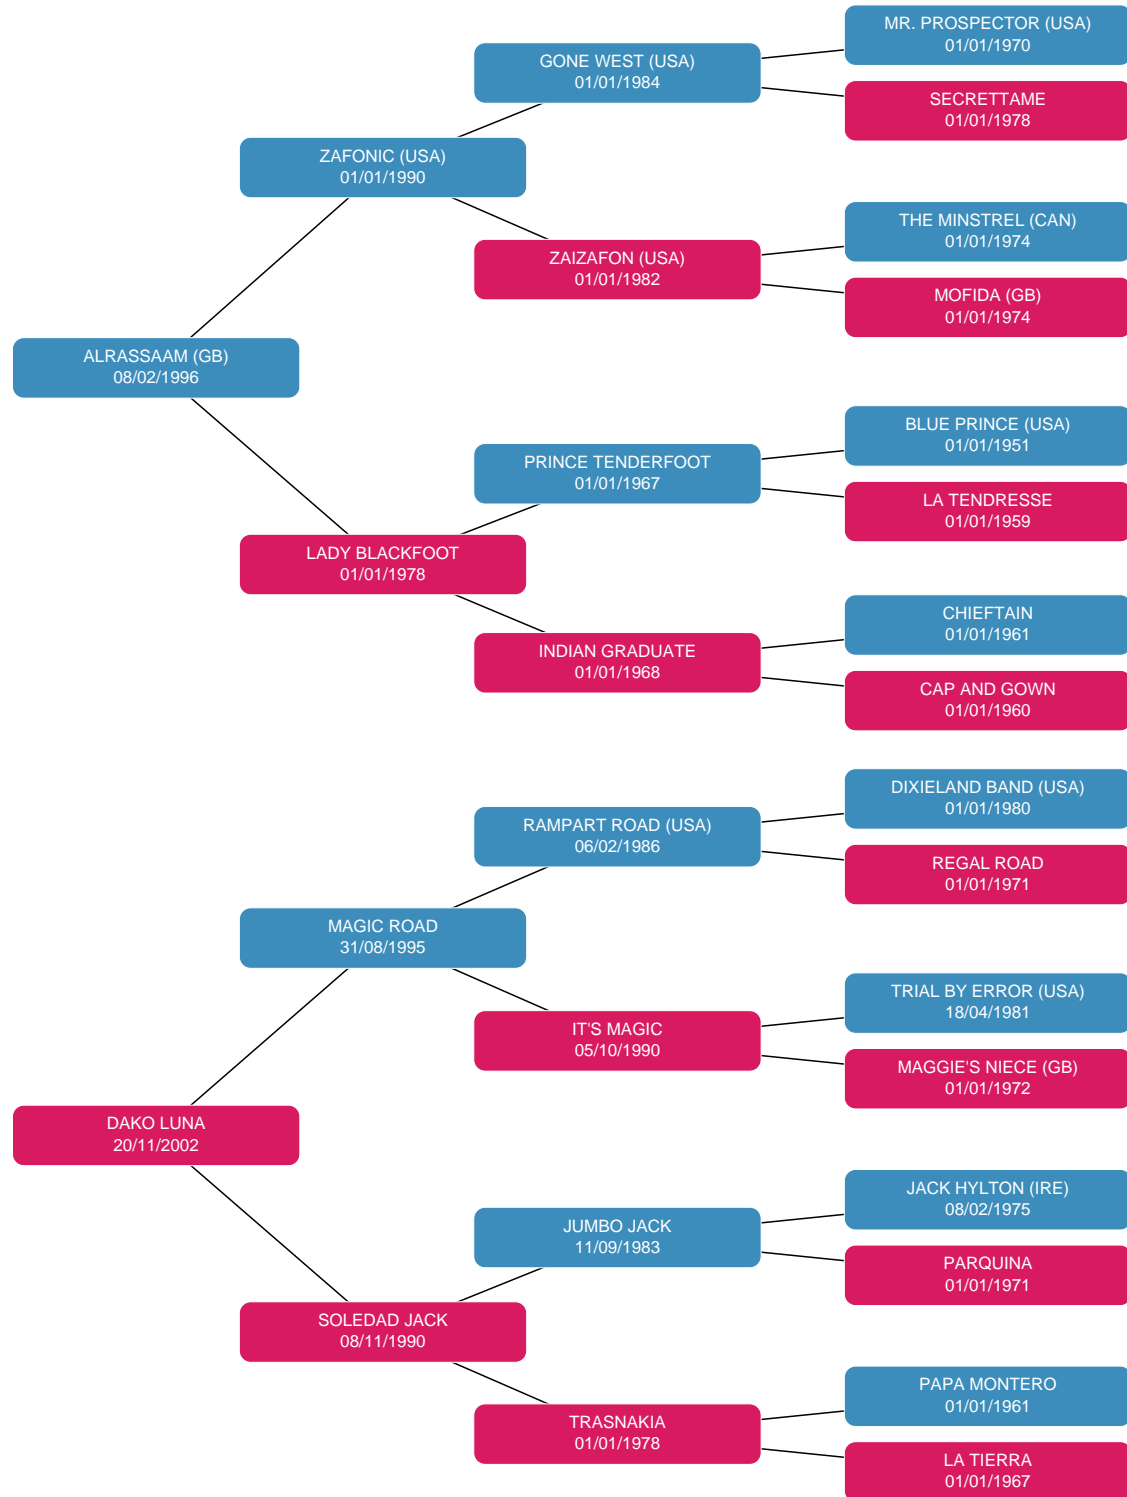 MR. PROSPECTOR (USA)
01/01/1970
GONE WEST (USA)
01/01/1984
SECRETTAME
01/01/1978
ZAFONIC (USA)
01/01/1990
THE MINSTREL (CAN)
01/01/1974
ZAIZAFON (USA)
01/01/1982
MOFIDA (GB)
01/01/1974
ALRASSAAM (GB)
08/02/1996
BLUE PRINCE (USA)
01/01/1951
PRINCE TENDERFOOT
01/01/1967
LA TENDRESSE
01/01/1959
LADY BLACKFOOT
01/01/1978
CHIEFTAIN
01/01/1961
INDIAN GRADUATE
01/01/1968
CAP AND GOWN
01/01/1960
DIXIELAND BAND (USA)
01/01/1980
RAMPART ROAD (USA)
06/02/1986
REGAL ROAD
01/01/1971
MAGIC ROAD
31/08/1995
TRIAL BY ERROR (USA)
18/04/1981
IT'S MAGIC
05/10/1990
MAGGIE'S NIECE (GB)
01/01/1972
DAKO LUNA
20/11/2002
JACK HYLTON (IRE)
08/02/1975
JUMBO JACK
11/09/1983
PARQUINA
01/01/1971
SOLEDAD JACK
08/11/1990
PAPA MONTERO
01/01/1961
TRASNAKIA
01/01/1978
LA TIERRA
01/01/1967